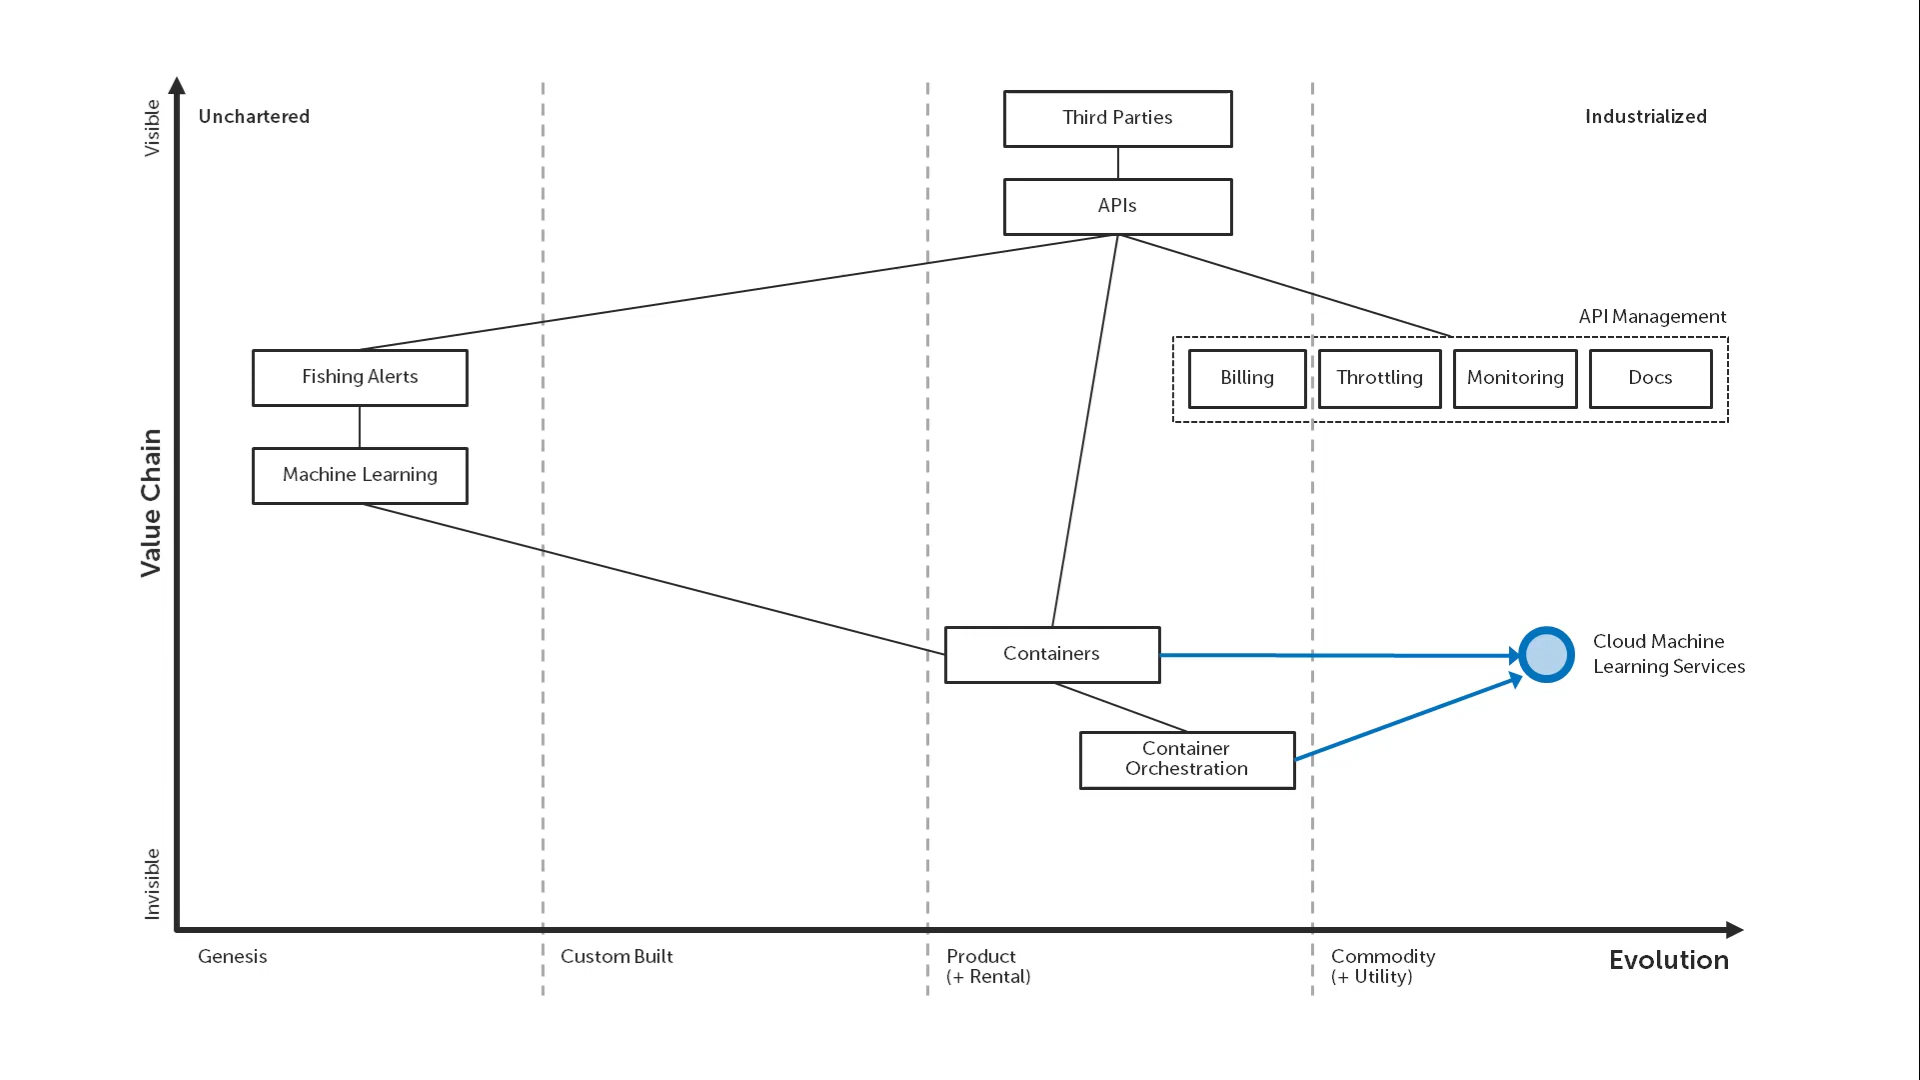 Visible
Unchartered
Third Parties
Industrialized
APIs
API Management
Fishing Alerts
Billing
Throttling
Monitoring
Docs
Machine Learning
Value Chain
Containers
Cloud Machine
Learning Services
Container
Orchestration
Invisible
Genesis
Custom Built
Product
(+ Rental)
Commodity
(+ Utility)
Evolution